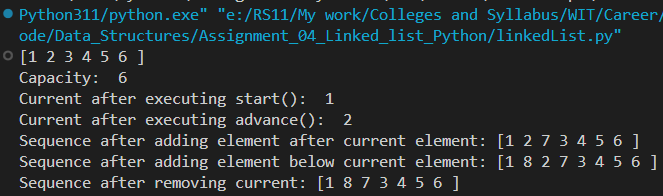 Python311/python.exe" "e:/RS11/My work/Colleges and Syllabus/WIT/Career/
ode/Data_Structures/Assignment_04_Linked_list_Python/linkedList.py"
[1 2 3 4 5 6 ]
Capacity:  6
Current after executing start():  1
Current after executing advance():  2
Sequence after adding element after current element: [1 2 7 3 4 5 6 ]
Sequence after adding element below current element: [1 8 2 7 3 4 5 6 ]
Sequence after removing current: [1 8 7 3 4 5 6 ]